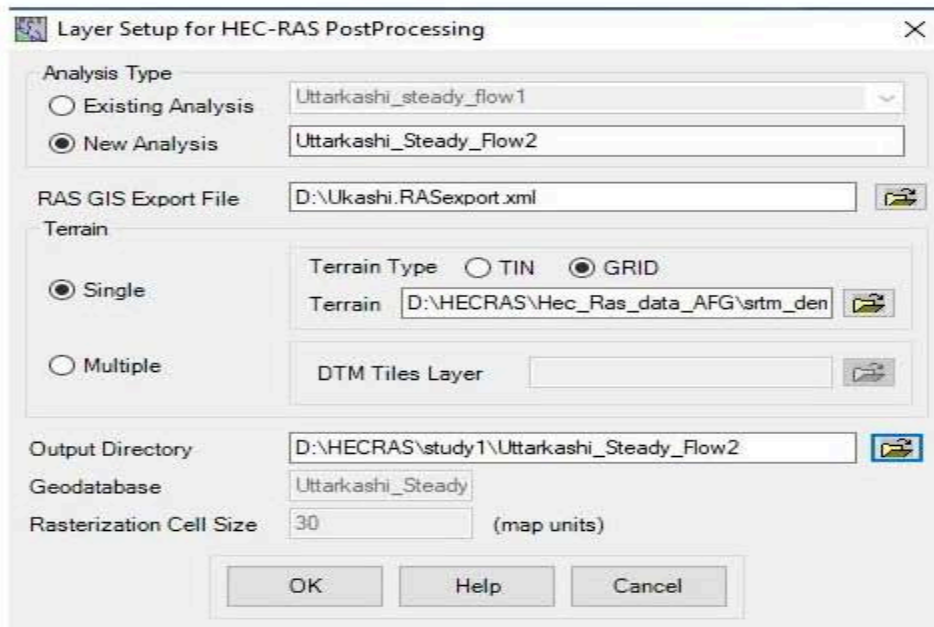 Layer Setup for HEC-RAS PostProcessing
Analysis Type
Existing Analysis
Uttarkashi_steady_flow1
New Analysis
Uttarkashi_Steady_Flow2
RAS GIS Export File
D:\Ukashi.RASexport.xml
Terrain
Single
Terrain Type
TIN
GRID
Terrain
D:\HECRAS\Hec_Ras_data_AFG\srtm_den
Multiple
DTM Tiles Layer
Output Directory
D:\HECRAS\study1\Uttarkashi_Steady_Flow2
Geodatabase
Uttarkashi_Steady
Rasterization Cell Size
30
(map units)
OK
Help
Cancel